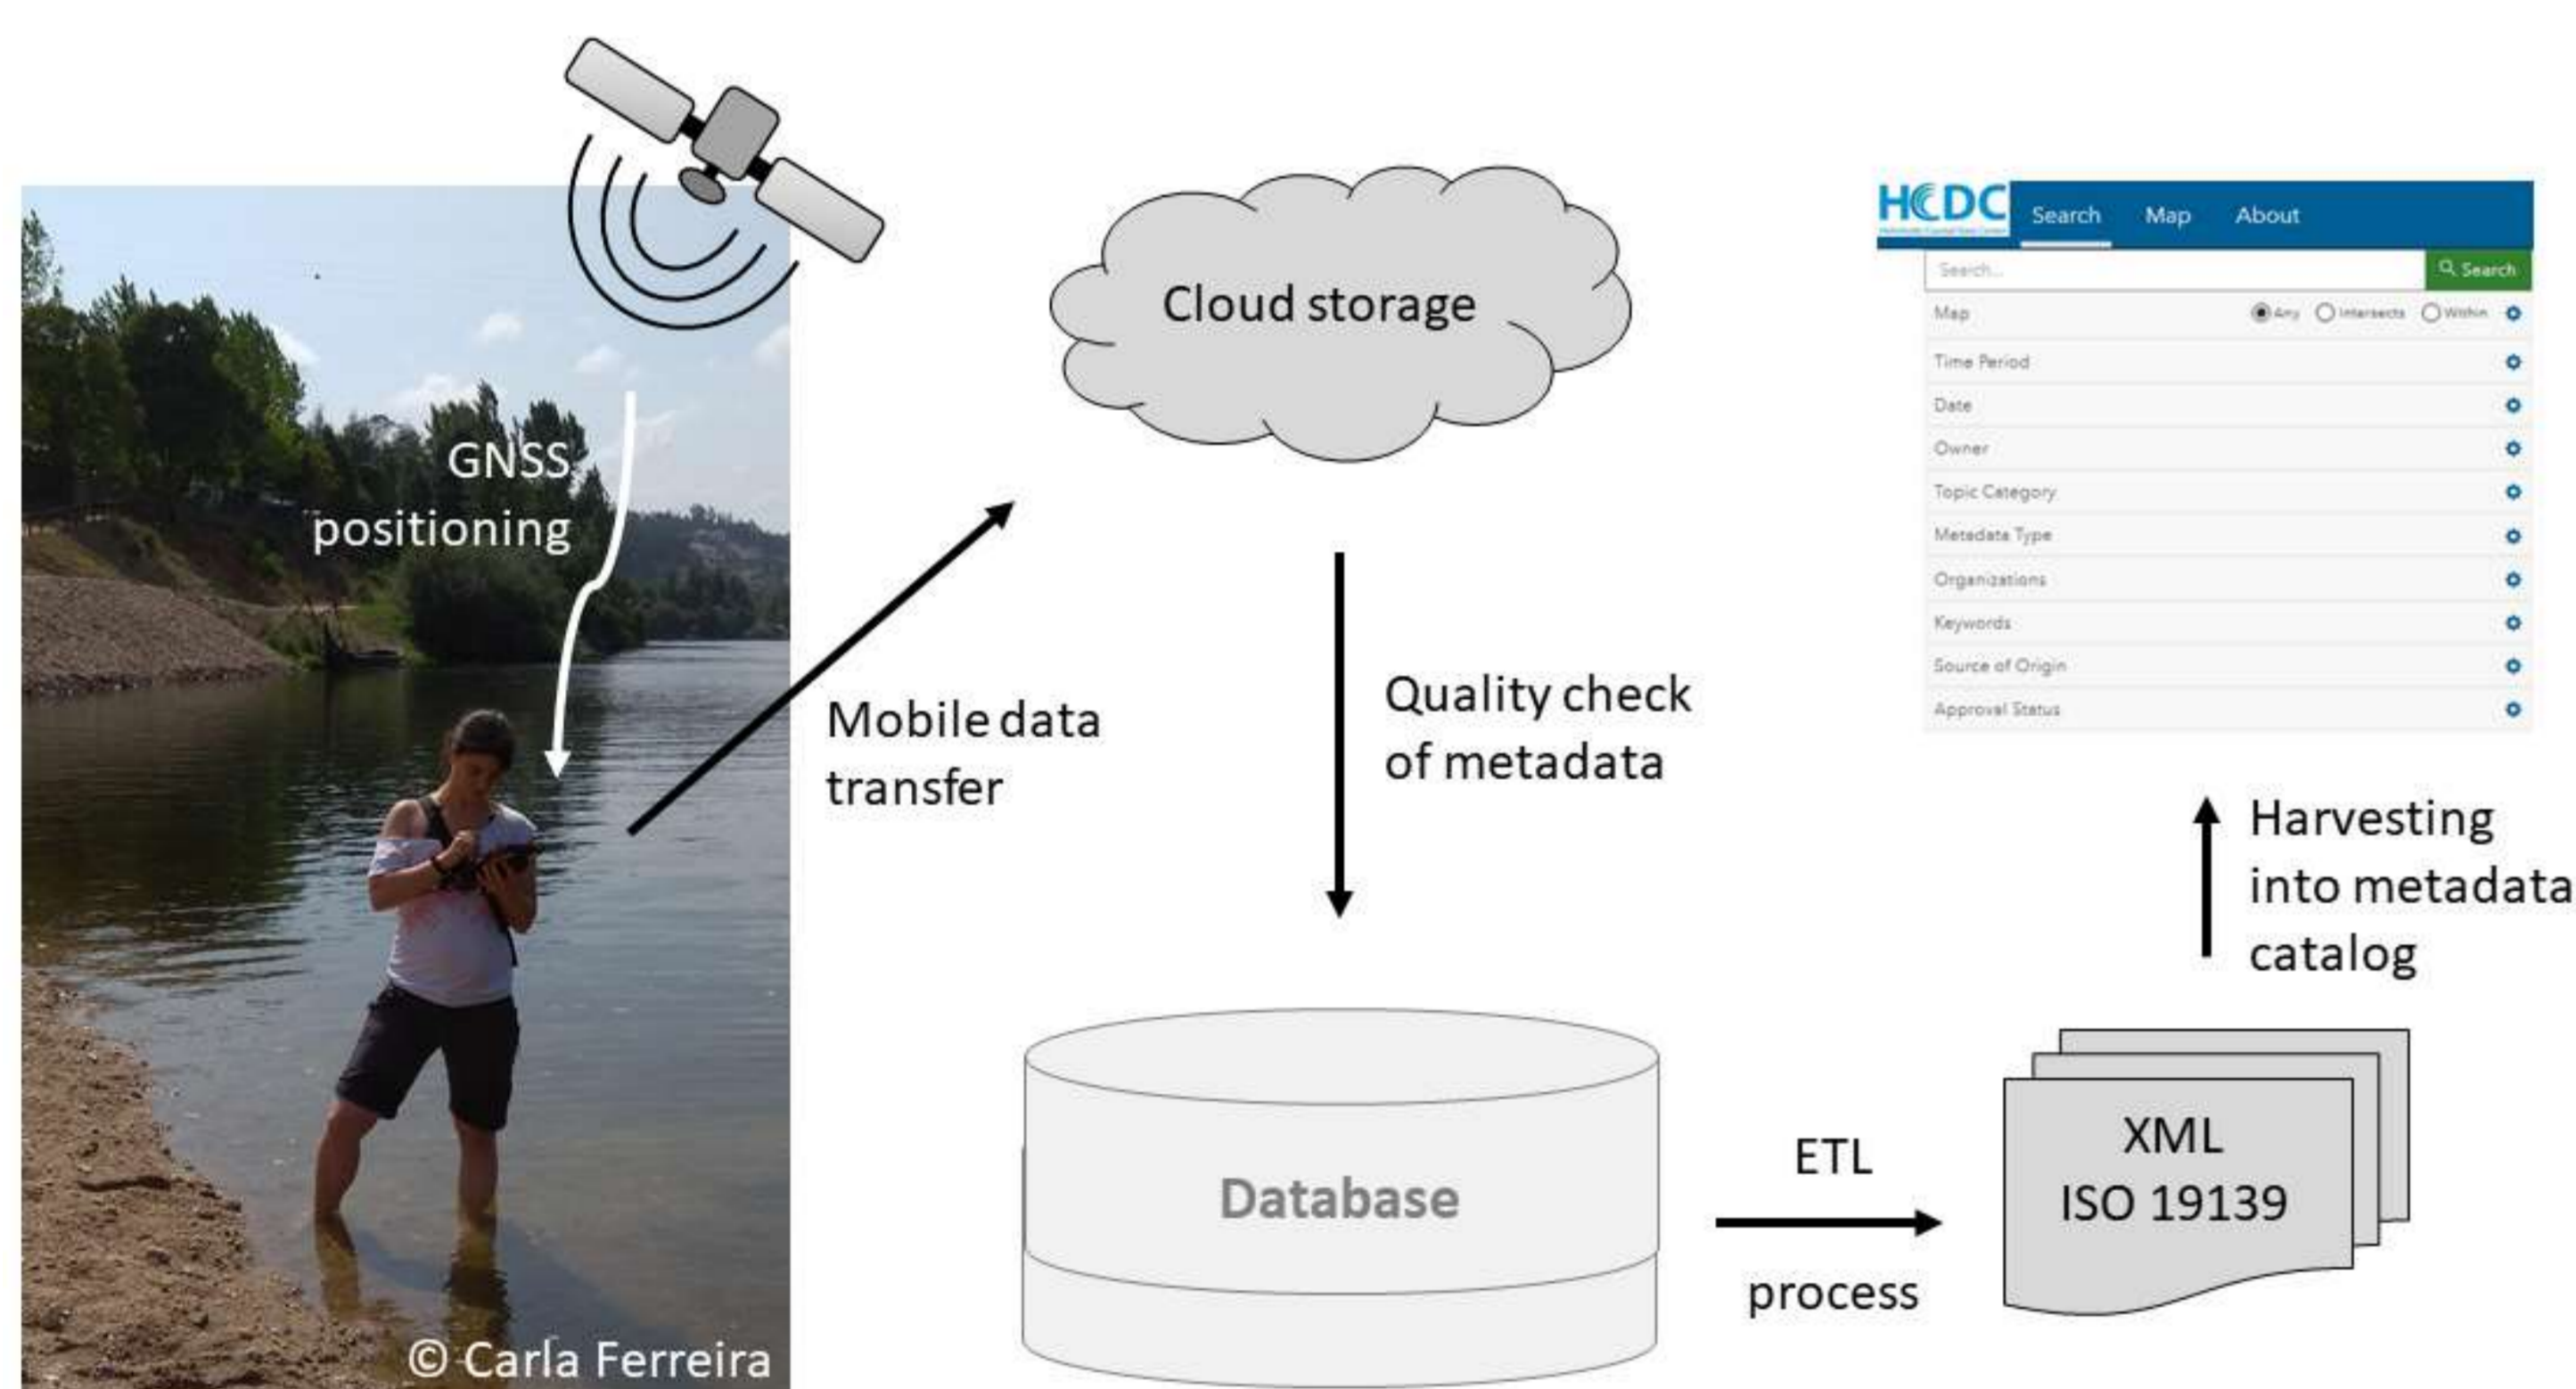 GNSS
positioning
© Carla Ferreira
Mobile data
transfer
Cloud storage
Quality check
of metadata
Database
ETL
process
XML
ISO 19139
Harvesting
into metadata
catalog
HCDC
Search Map About
Search... Search
Map Any Intersects Within
Time Period
Date
Owner
Topic Category
Metadata Type
Organizations
Keywords
Source of Origin
Approval Status